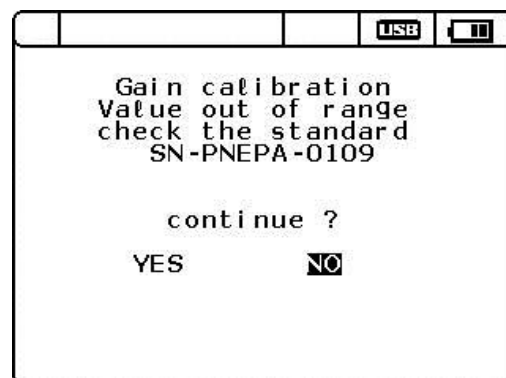 USB
Gain calibration
Value out of range
check the standard
SN-PNEPA-0109
continue ?
YES NO